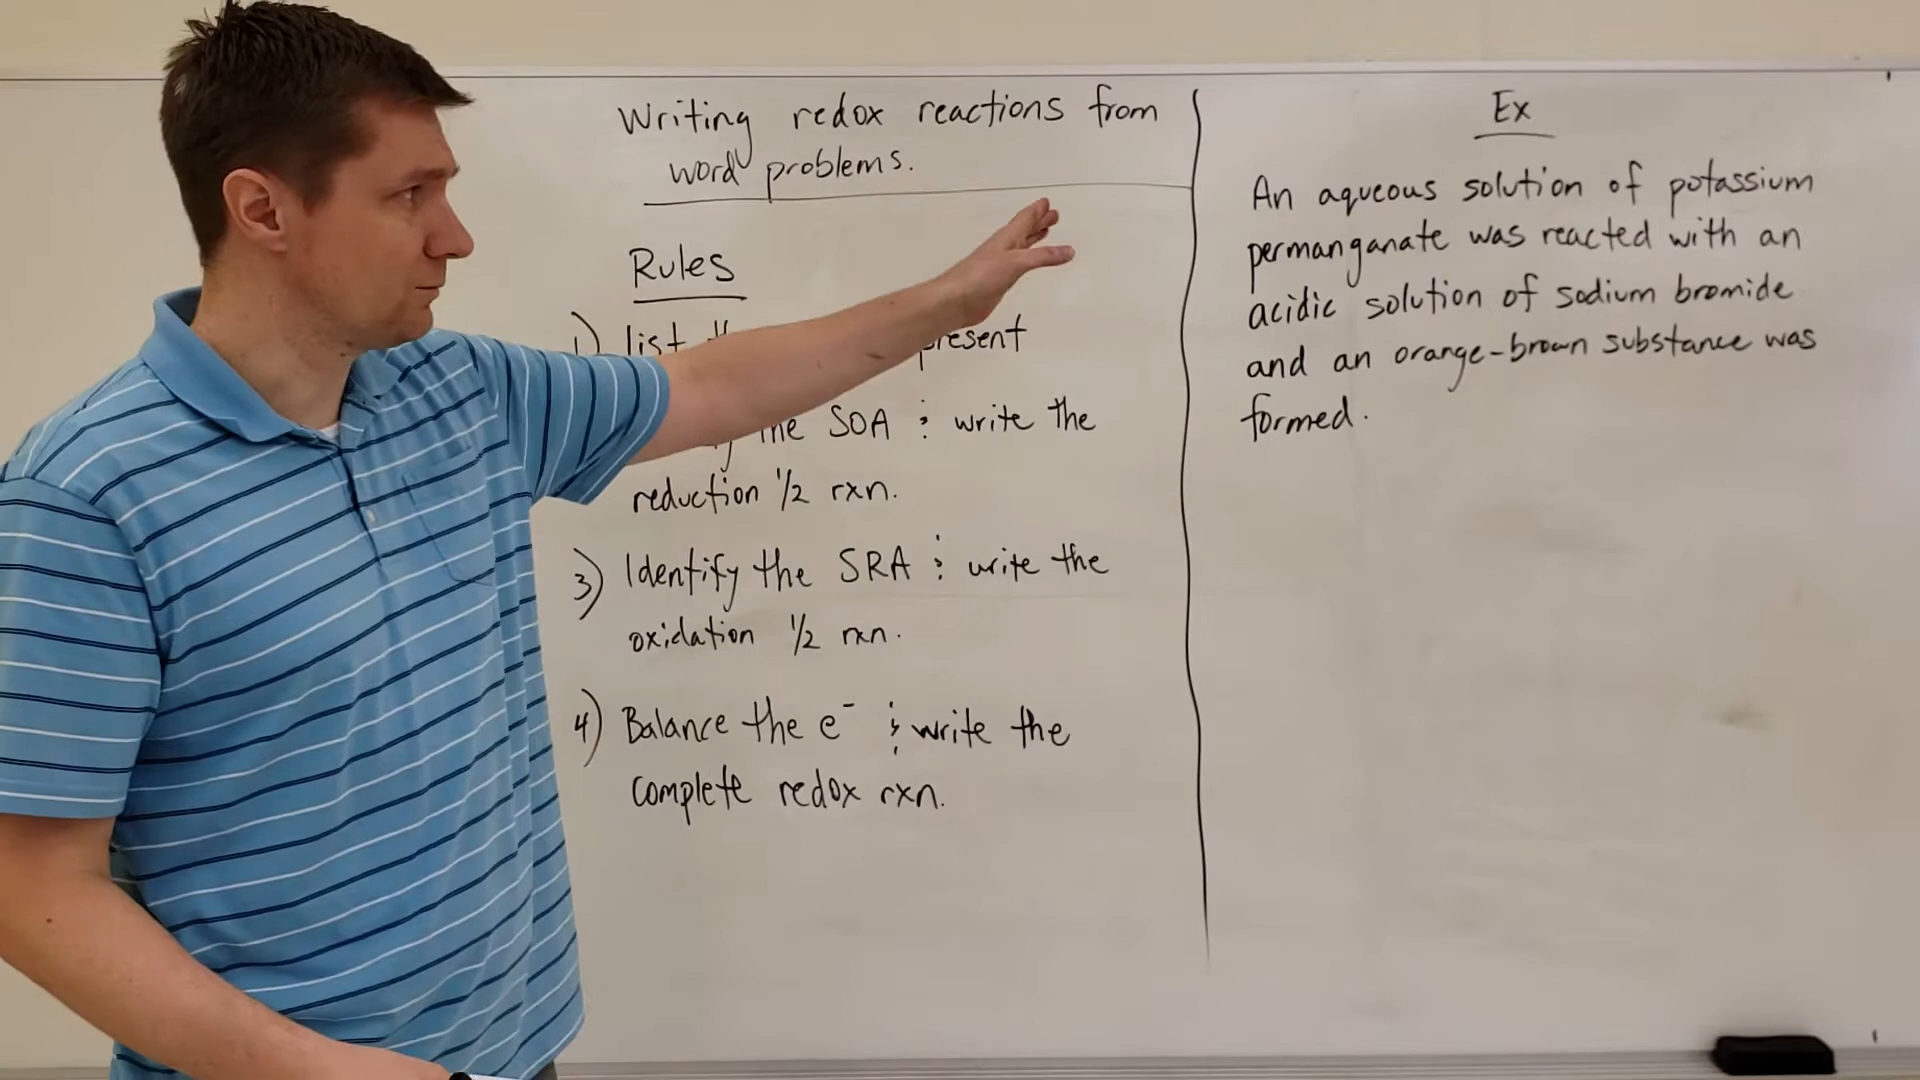 Writing redox reactions from
word problems.
Rules
1) list present
the SOA & write the
reduction 1/2 rxn.
3) Identify the SRA & write the
oxidation 1/2 rxn.
4) Balance the e⁻ & write the
complete redox rxn.
Ex
An aqueous solution of potassium
permanganate was reacted with an
acidic solution of sodium bromide
and an orange-brown substance was
formed.